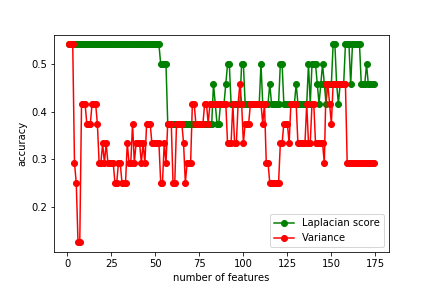 accuracy
0.5
0.4
0.3
0.2
0 25 50 75 100 125 150 175
number of features
Laplacian score
Variance